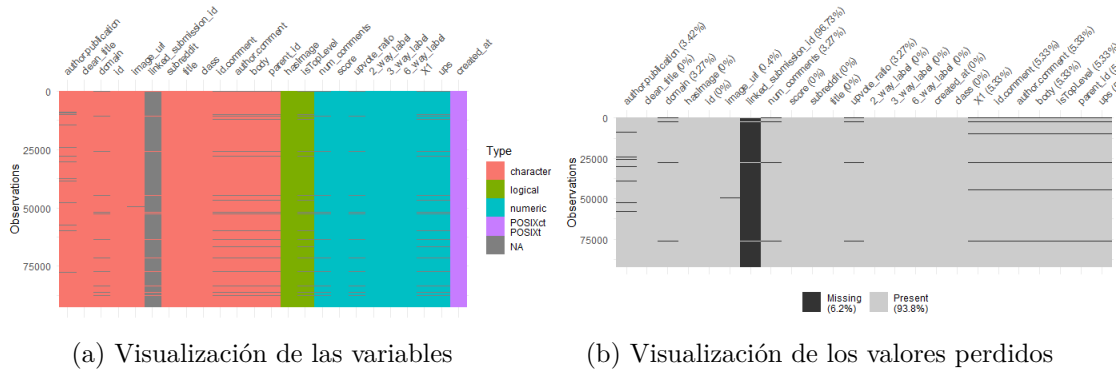 author.publication
clean_title
domain
id
image_url
linked_submission_id
subreddit
title
class
id.comment
author.comment
body
parent_id
hasImage
isTopLevel
num_comments
score
upvote_ratio
2_way_label
3_way_label
6_way_label
X1
ups
created_at
0
25000
50000
75000
Observations
Type
character
logical
numeric
POSIXct
POSIXt
NA
(a) Visualización de las variables
author.publication (3.42%)
clean_title (0%)
domain (3.27%)
hasImage (0%)
id (0%)
image_url (0.4%)
linked_submission_id (96.73%)
num_comments (3.27%)
score (0%)
subreddit (0%)
title (0%)
upvote_ratio (3.27%)
2_way_label (0%)
3_way_label (0%)
6_way_label (0%)
created_at (0%)
class (0%)
X1 (5.33%)
id.comment (5.33%)
author.comment (5.33%)
body (5.33%)
isTopLevel (5.33%)
parent_id (5.33%)
ups (5
0
25000
50000
75000
Observations
Missing
(6.2%)
Present
(93.8%)
(b) Visualización de los valores perdidos